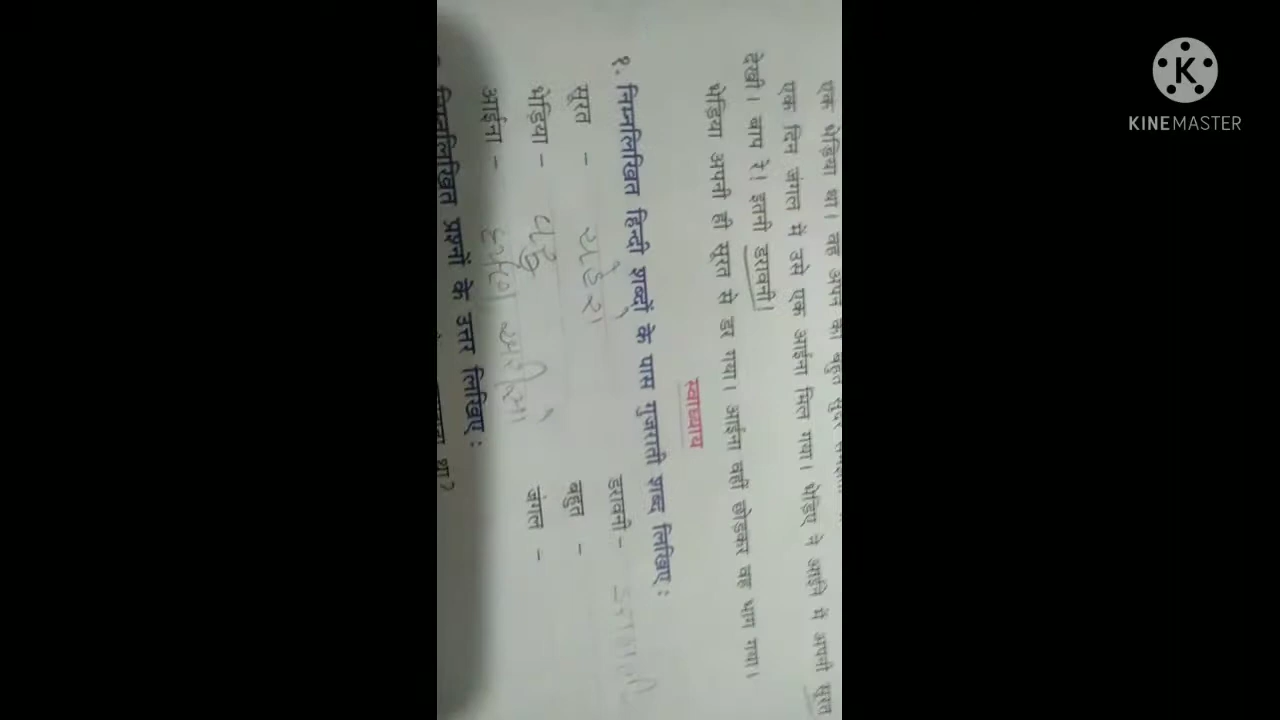 एक भेड़िया था। वह अपने को बहुत सुंदर
एक दिन जंगल में उसे एक आईना मिल गया। भेड़िए ने आईने में अपनी सूरत
देखी। बाप रे! इतनी डरावनी।
भेड़िया अपनी ही सूरत से डर गया। आईना वहीं छोड़कर वह भाग गया।
स्वाध्याय
१. निम्नलिखित हिन्दी शब्दों के पास गुजराती शब्द लिखिए :
सूरत - ચહેરો डरावनी -
भेड़िया - વરુ बहुत -
आईना - जंगल -
निम्नलिखित प्रश्नों के उत्तर लिखिए :
था?
KINEMASTER